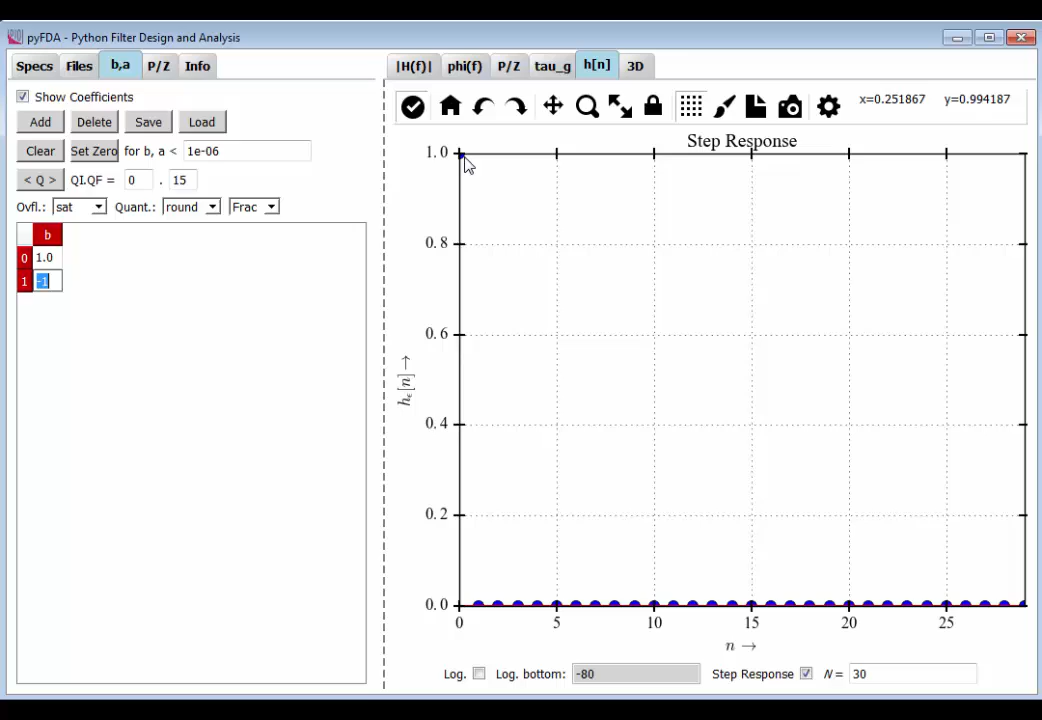 pyFDA - Python Filter Design and Analysis
Specs Files b,a P/Z Info
|H(f)| phi(f) P/Z tau_g h[n] 3D
Show Coefficients
x=0.251867 y=0.994187
Add Delete Save Load
Clear Set Zero for b, a < 1e-06
< Q > QI.QF = 0 . 15
Ovfl.: sat Quant.: round Frac
b
0 1.0
1 -1
Step Response
1.0
0.8
0.6
0.4
0.2
0.0
hϵ[n] →
0 5 10 15 20 25
n →
Log. Log. bottom: -80 Step Response N = 30